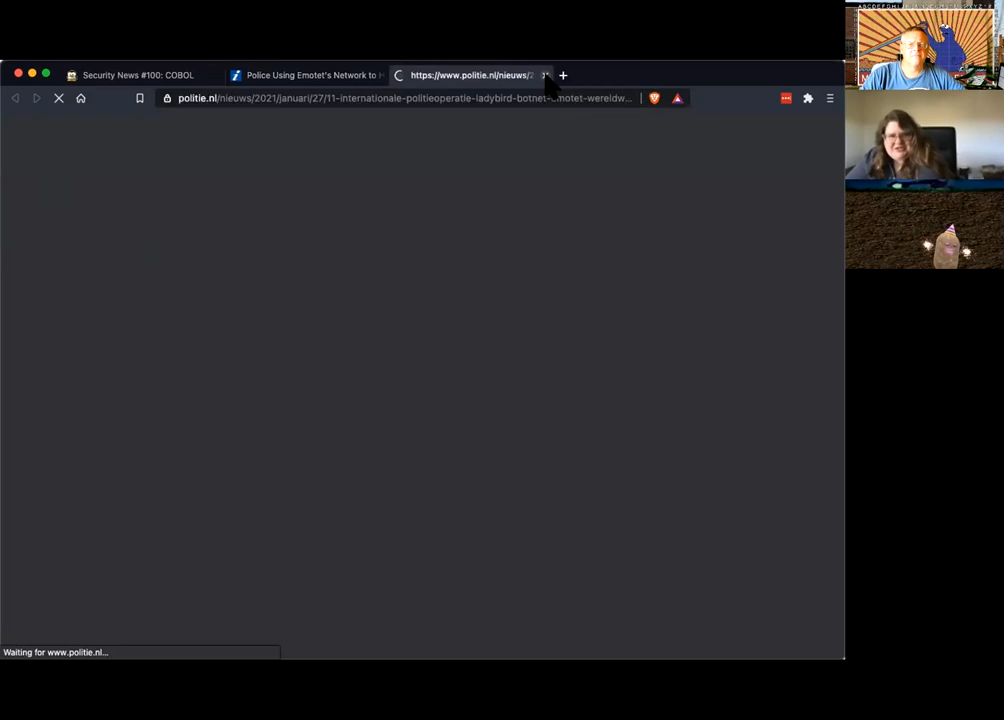 ABCDEFGHI
Security News #100: COBOL
Police Using Emotet's Network to H
https://www.politie.nl/nieuws/2
politie.nl/nieuws/2021/januari/27/11-internationale-politieoperatie-ladybird-botnet-emotet-wereldw...
Waiting for www.politie.nl...